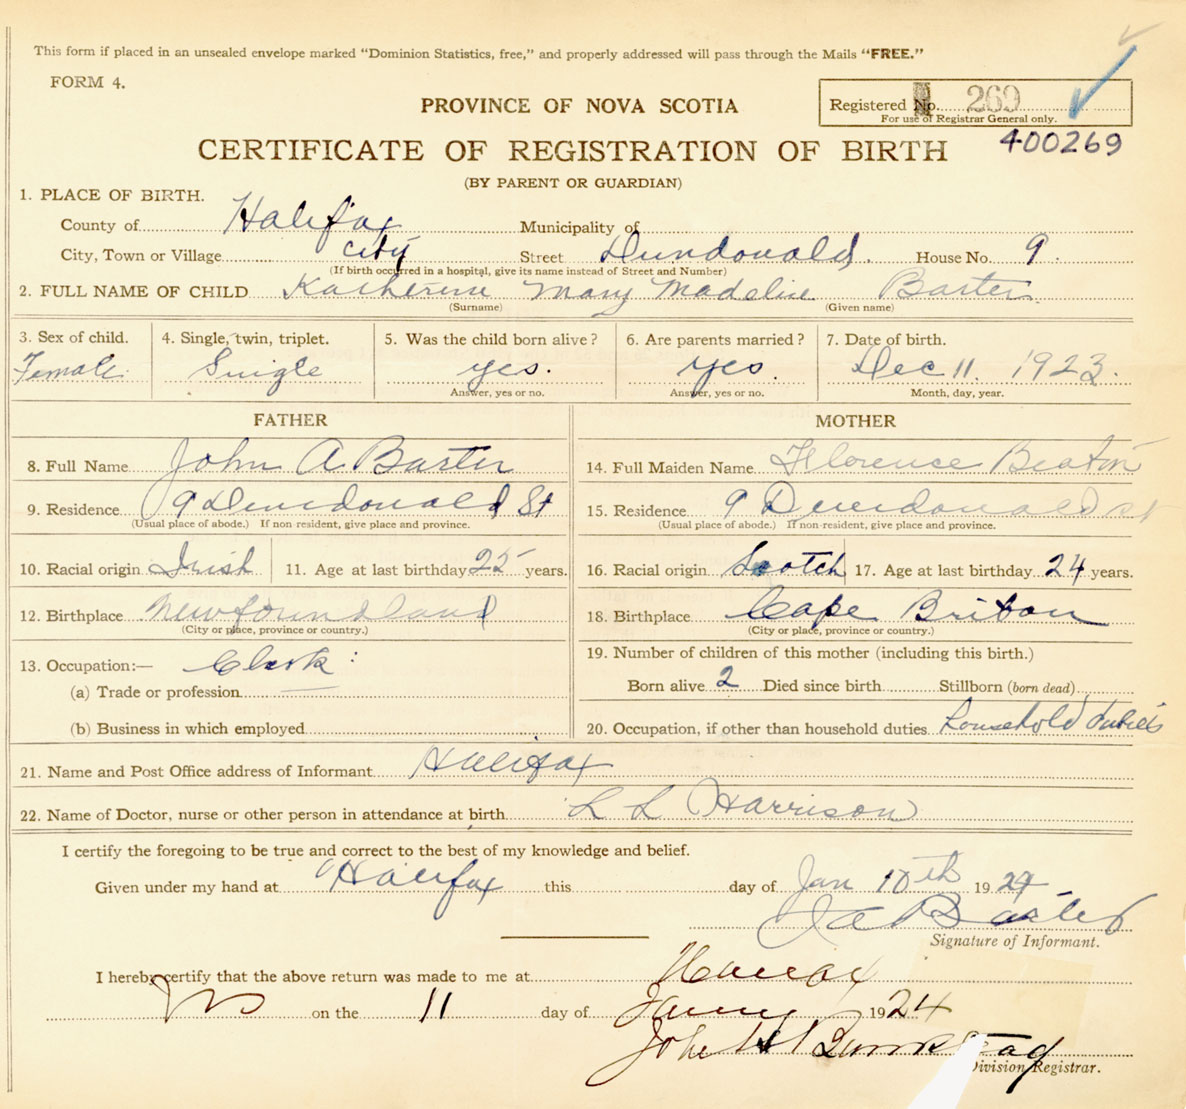 This form if placed in an unsealed envelope marked "Dominion Statistics, free," and properly addressed will pass through the Mails "FREE."
FORM 4.
PROVINCE OF NOVA SCOTIA
Registered No. 269
For use of Registrar General only.
CERTIFICATE OF REGISTRATION OF BIRTH
400269
(BY PARENT OR GUARDIAN)
1. PLACE OF BIRTH.
County of Halifax Municipality of
City, Town or Village City Street Dundonald. House No. 9.
(If birth occurred in a hospital, give its name instead of Street and Number)
2. FULL NAME OF CHILD Katherine Mary Madeline Barter
(Surname) (Given name)
3. Sex of child. 4. Single, twin, triplet. 5. Was the child born alive? 6. Are parents married? 7. Date of birth.
Female. Single yes. yes. Dec 11. 1923.
Answer, yes or no. Answer, yes or no. Month, day, year.
FATHER MOTHER
8. Full Name John A Barter 14. Full Maiden Name Florence Beaton
9. Residence 9 Dundonald St 15. Residence 9 Dundonald st
(Usual place of abode.) If non-resident, give place and province. (Usual place of abode.) If non-resident, give place and province.
10. Racial origin Irish 11. Age at last birthday 25 years. 16. Racial origin Scotch 17. Age at last birthday 24 years.
12. Birthplace Newfoundland 18. Birthplace Cape Briton
(City or place, province or country.) (City or place, province or country.)
13. Occupation:— Clerk: 19. Number of children of this mother (including this birth.)
(a) Trade or profession Born alive 2 Died since birth Stillborn (born dead)
(b) Business in which employed 20. Occupation, if other than household duties household duties
21. Name and Post Office address of Informant Halifax
22. Name of Doctor, nurse or other person in attendance at birth L L Harrison
I certify the foregoing to be true and correct to the best of my knowledge and belief.
Given under my hand at Halifax this day of Jan 10th 1924
J A Barter
Signature of Informant.
I hereby certify that the above return was made to me at Halifax
on the 11 day of 1924
John H
Division Registrar.